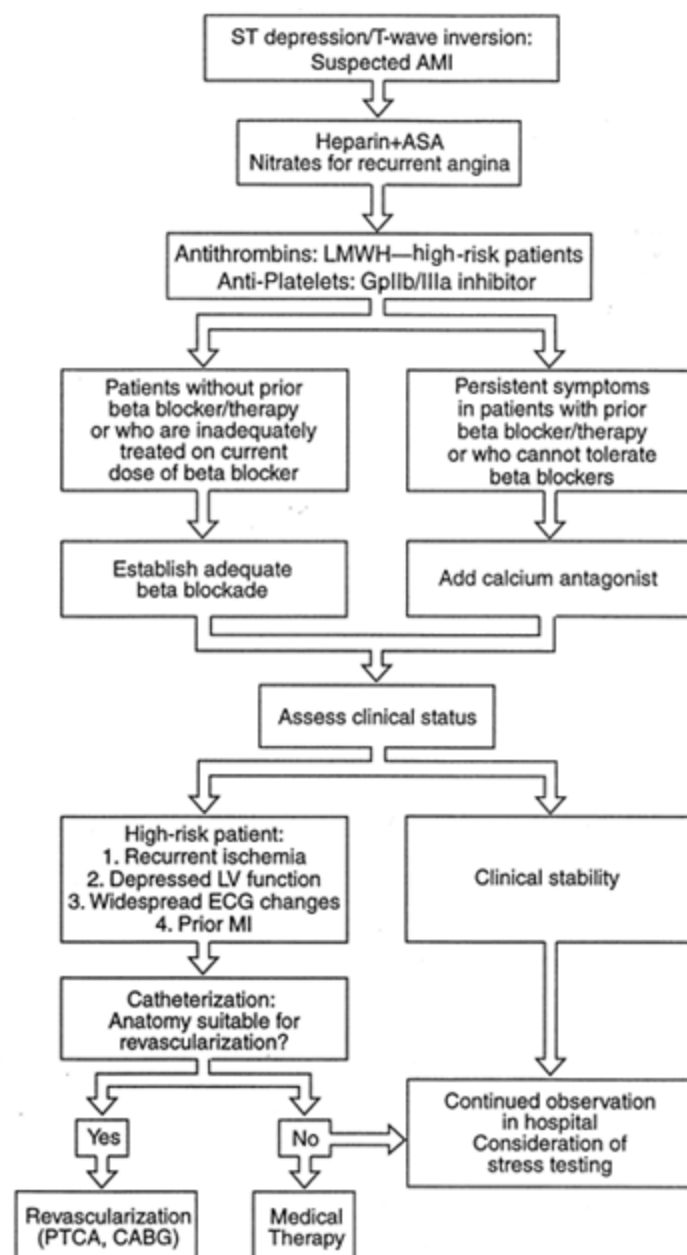 ST depression/T-wave inversion:
Suspected AMI
Heparin+ASA
Nitrates for recurrent angina
Antithrombins: LMWH—high-risk patients
Anti-Platelets: GpIIb/IIIa inhibitor
Patients without prior
beta blocker/therapy
or who are inadequately
treated on current
dose of beta blocker
Persistent symptoms
in patients with prior
beta blocker/therapy
or who cannot tolerate
beta blockers
Establish adequate
beta blockade
Add calcium antagonist
Assess clinical status
High-risk patient:
1. Recurrent ischemia
2. Depressed LV function
3. Widespread ECG changes
4. Prior MI
Clinical stability
Catheterization:
Anatomy suitable for
revascularization?
Yes
No
Continued observation
in hospital
Consideration of
stress testing
Revascularization
(PTCA, CABG)
Medical
Therapy